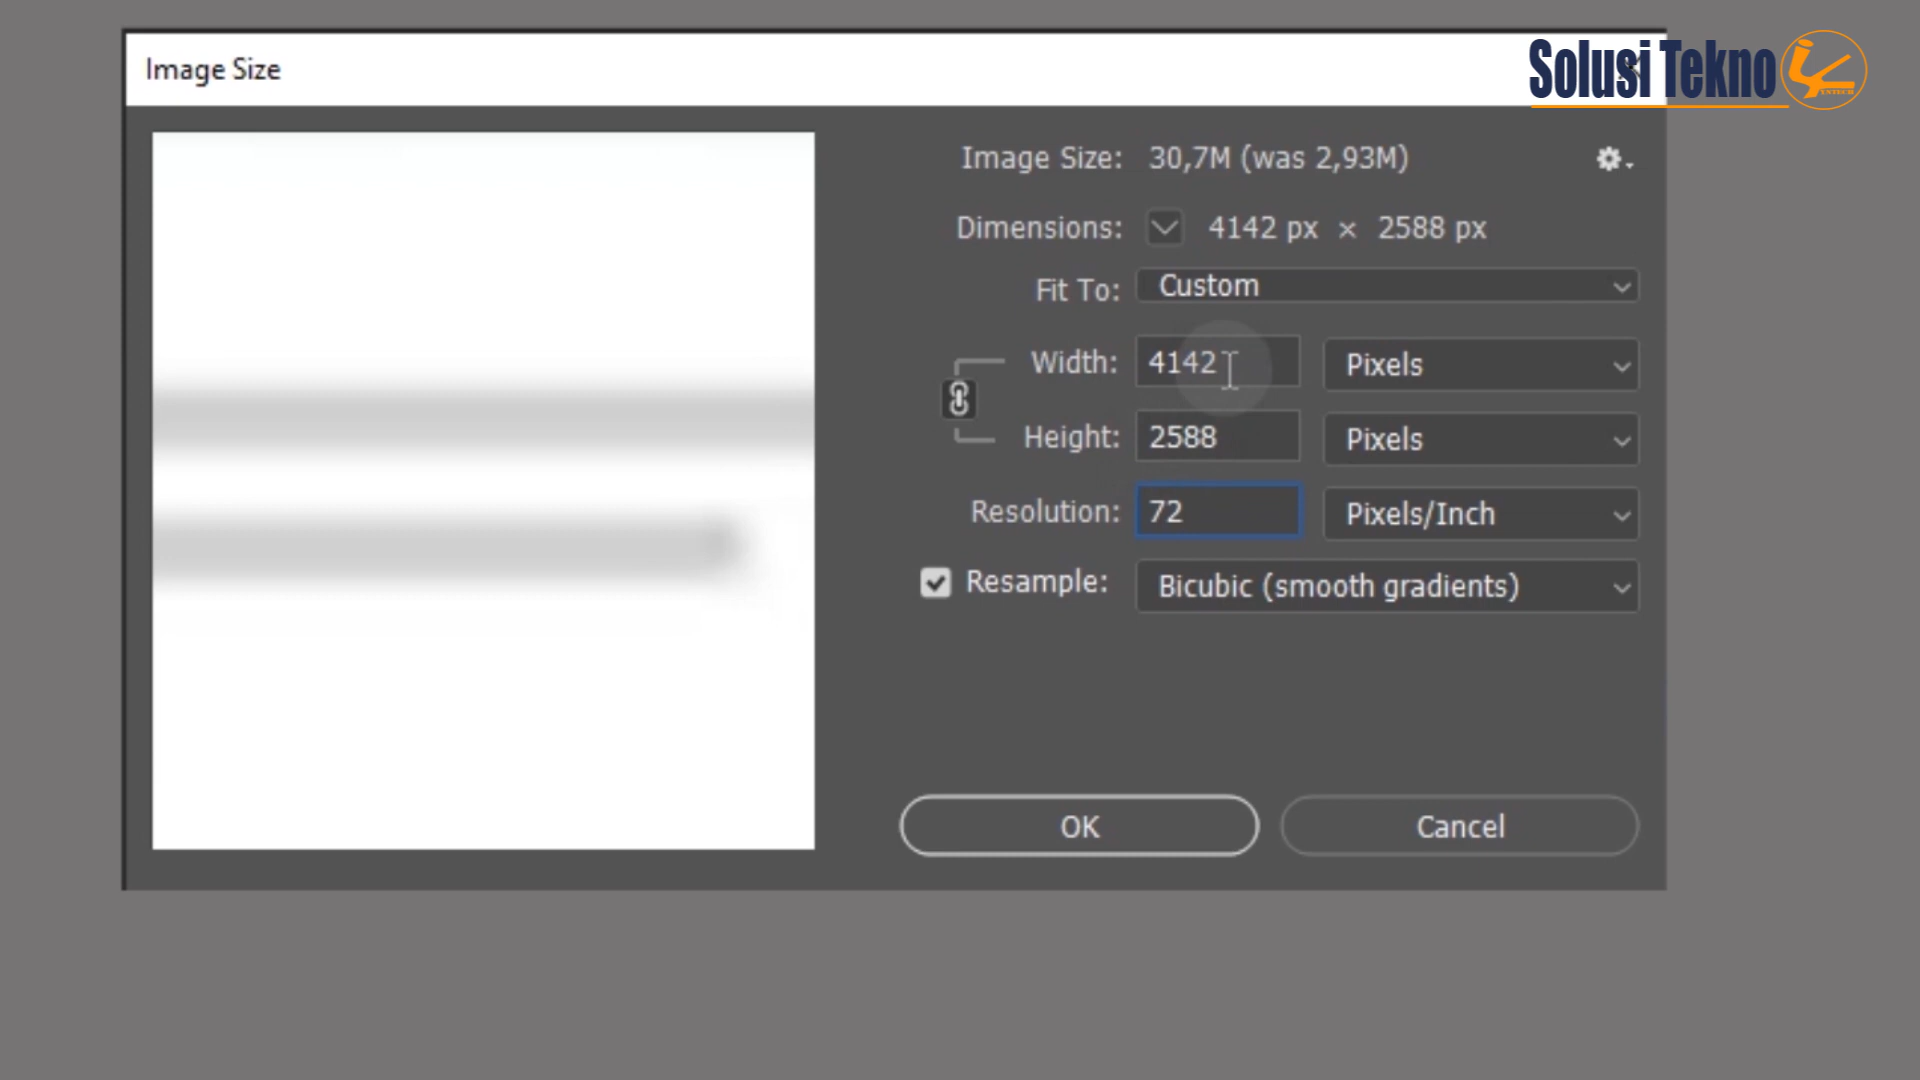 Image Size
Solusi Tekno
Image Size: 30,7M (was 2,93M)
Dimensions: 4142 px × 2588 px
Fit To: Custom
Width: 4142 Pixels
Height: 2588 Pixels
Resolution: 72 Pixels/Inch
Resample: Bicubic (smooth gradients)
OK Cancel